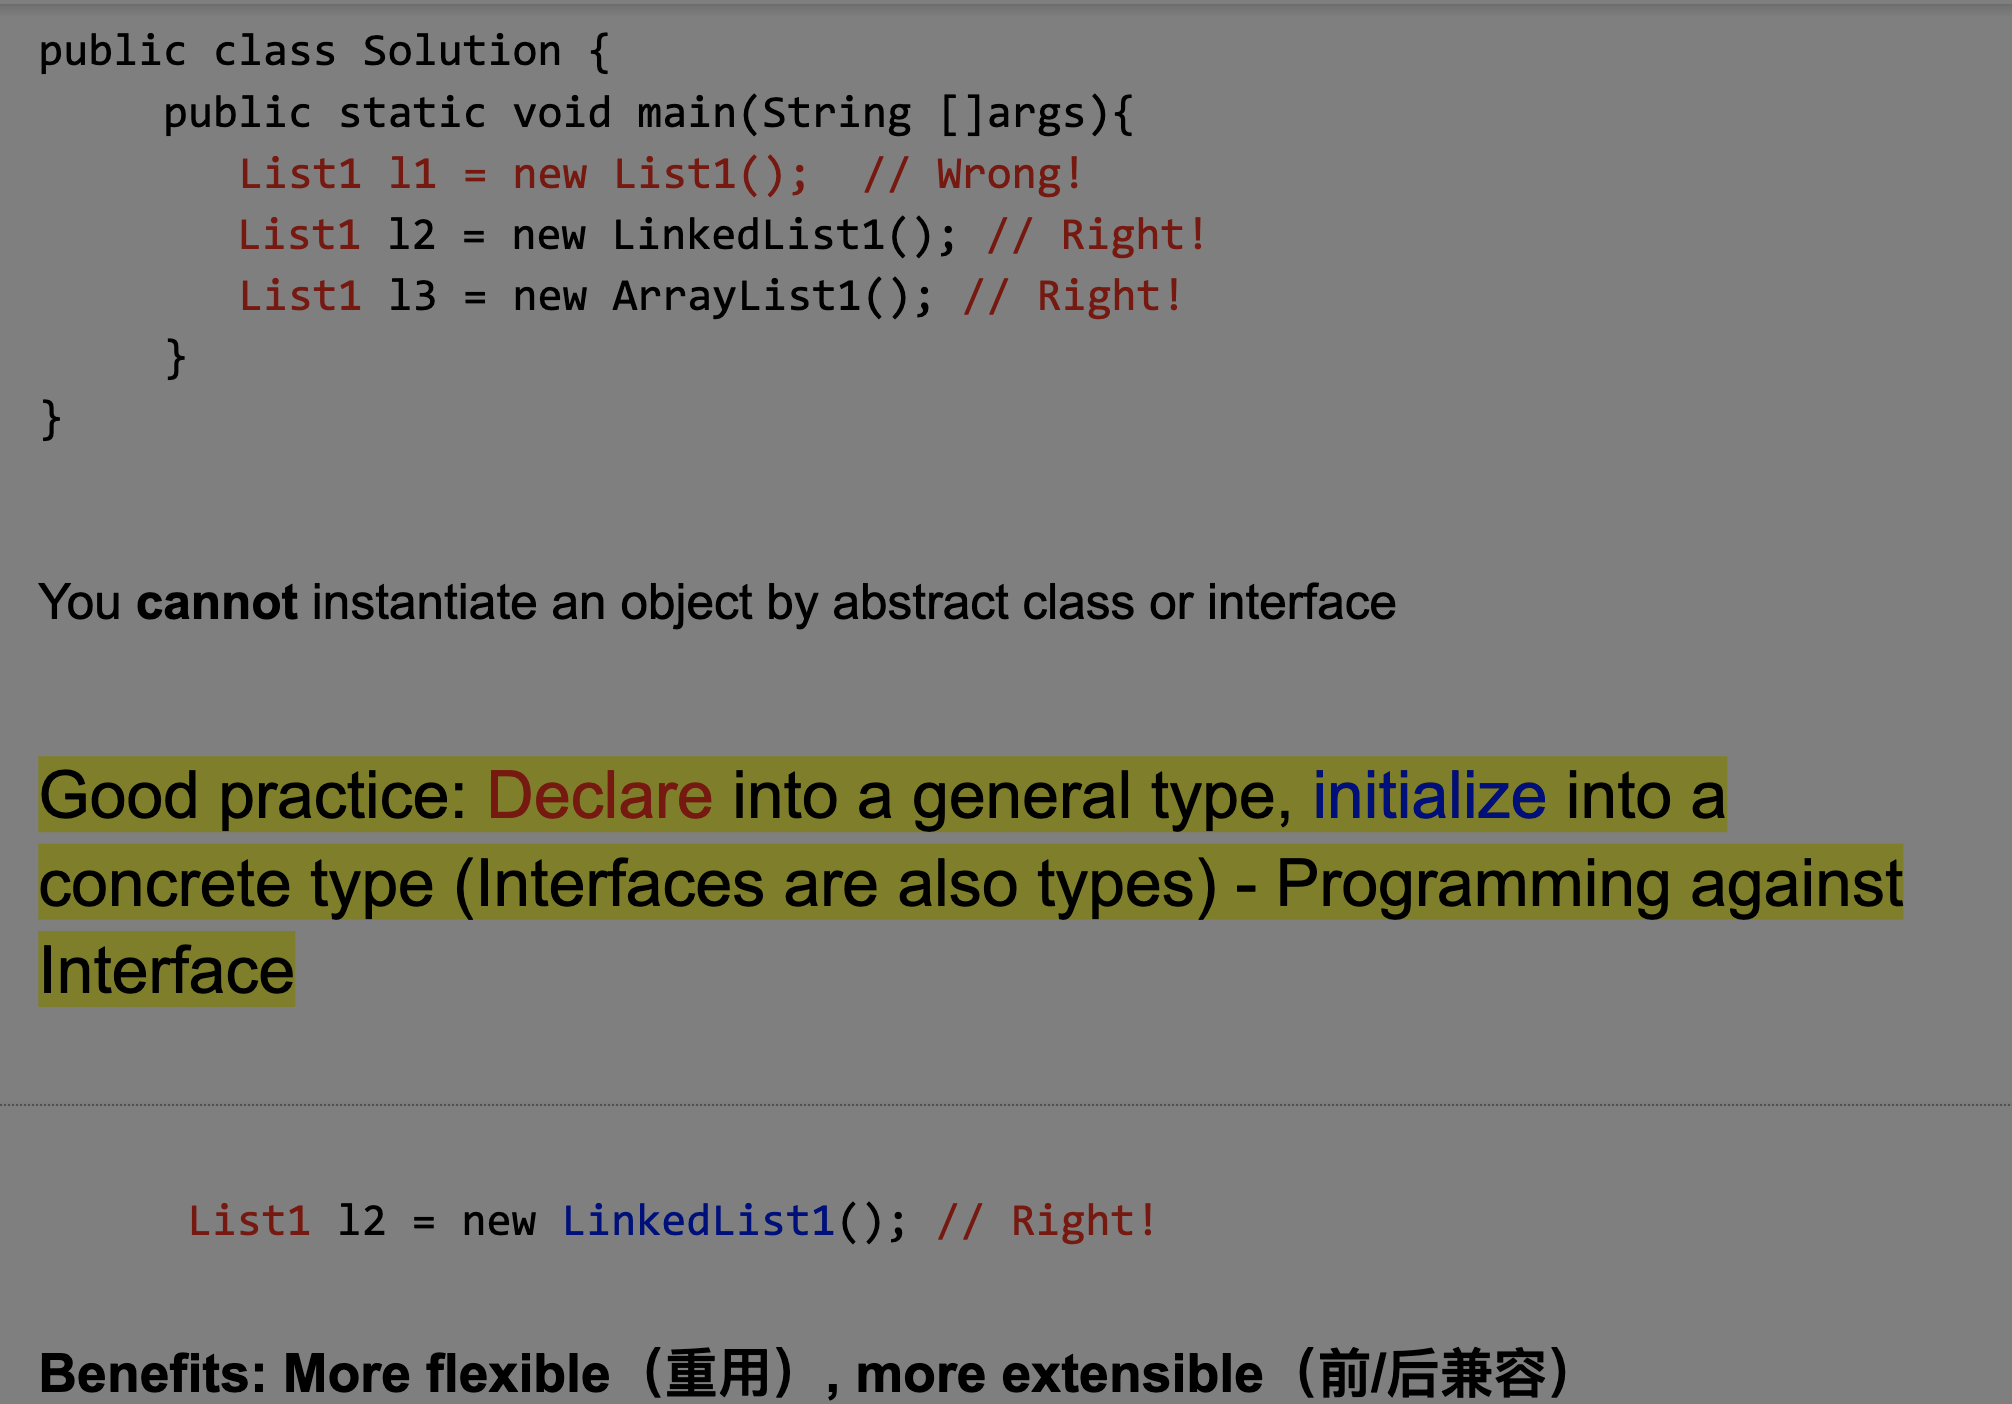 public class Solution {
public static void main(String []args){
List1 l1 = new List1();  // Wrong!
List1 l2 = new LinkedList1(); // Right!
List1 l3 = new ArrayList1(); // Right!
}
}
You cannot instantiate an object by abstract class or interface
Good practice: Declare into a general type, initialize into a
concrete type (Interfaces are also types) - Programming against
Interface
List1 l2 = new LinkedList1(); // Right!
Benefits: More flexible（重用）, more extensible（前/后兼容）